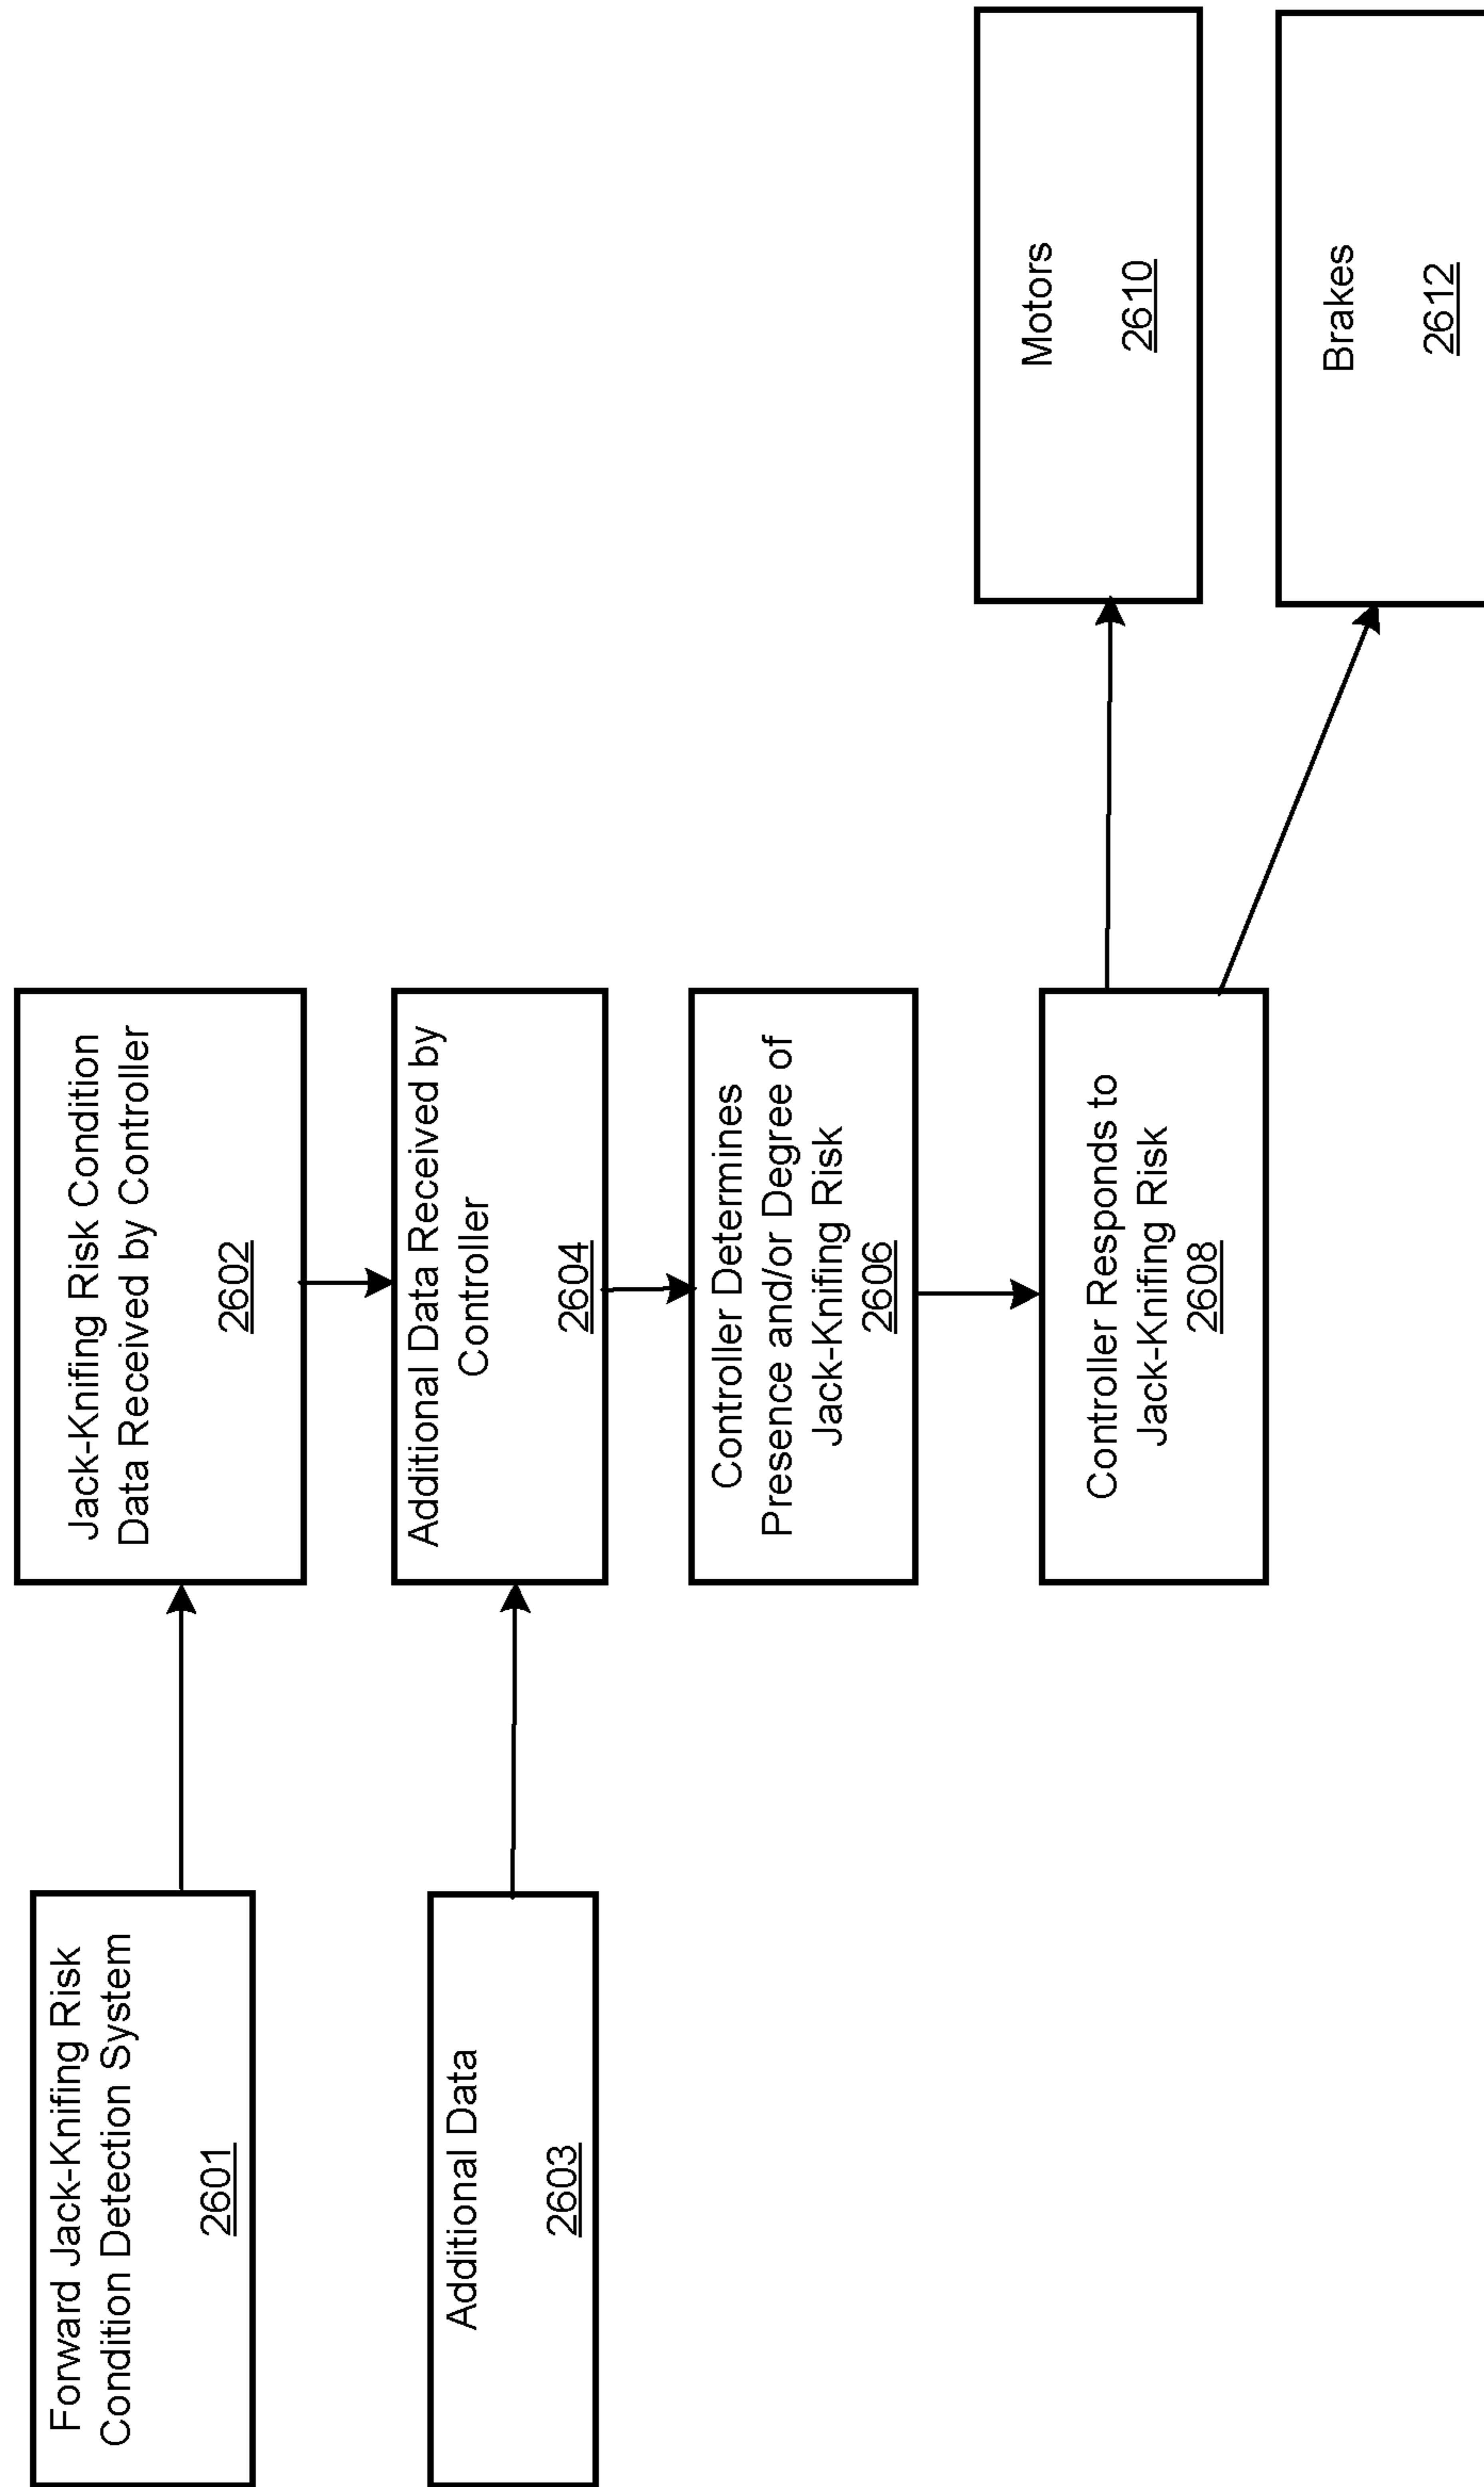 Forward Jack-Knifing Risk
Condition Detection System
2601
Jack-Knifing Risk Condition
Data Received by Controller
2602
Additional Data
2603
Additional Data Received by
Controller
2604
Controller Determines
Presence and/or Degree of
Jack-Knifing Risk
2606
Controller Responds to
Jack-Knifing Risk
2608
Motors
2610
Brakes
2612